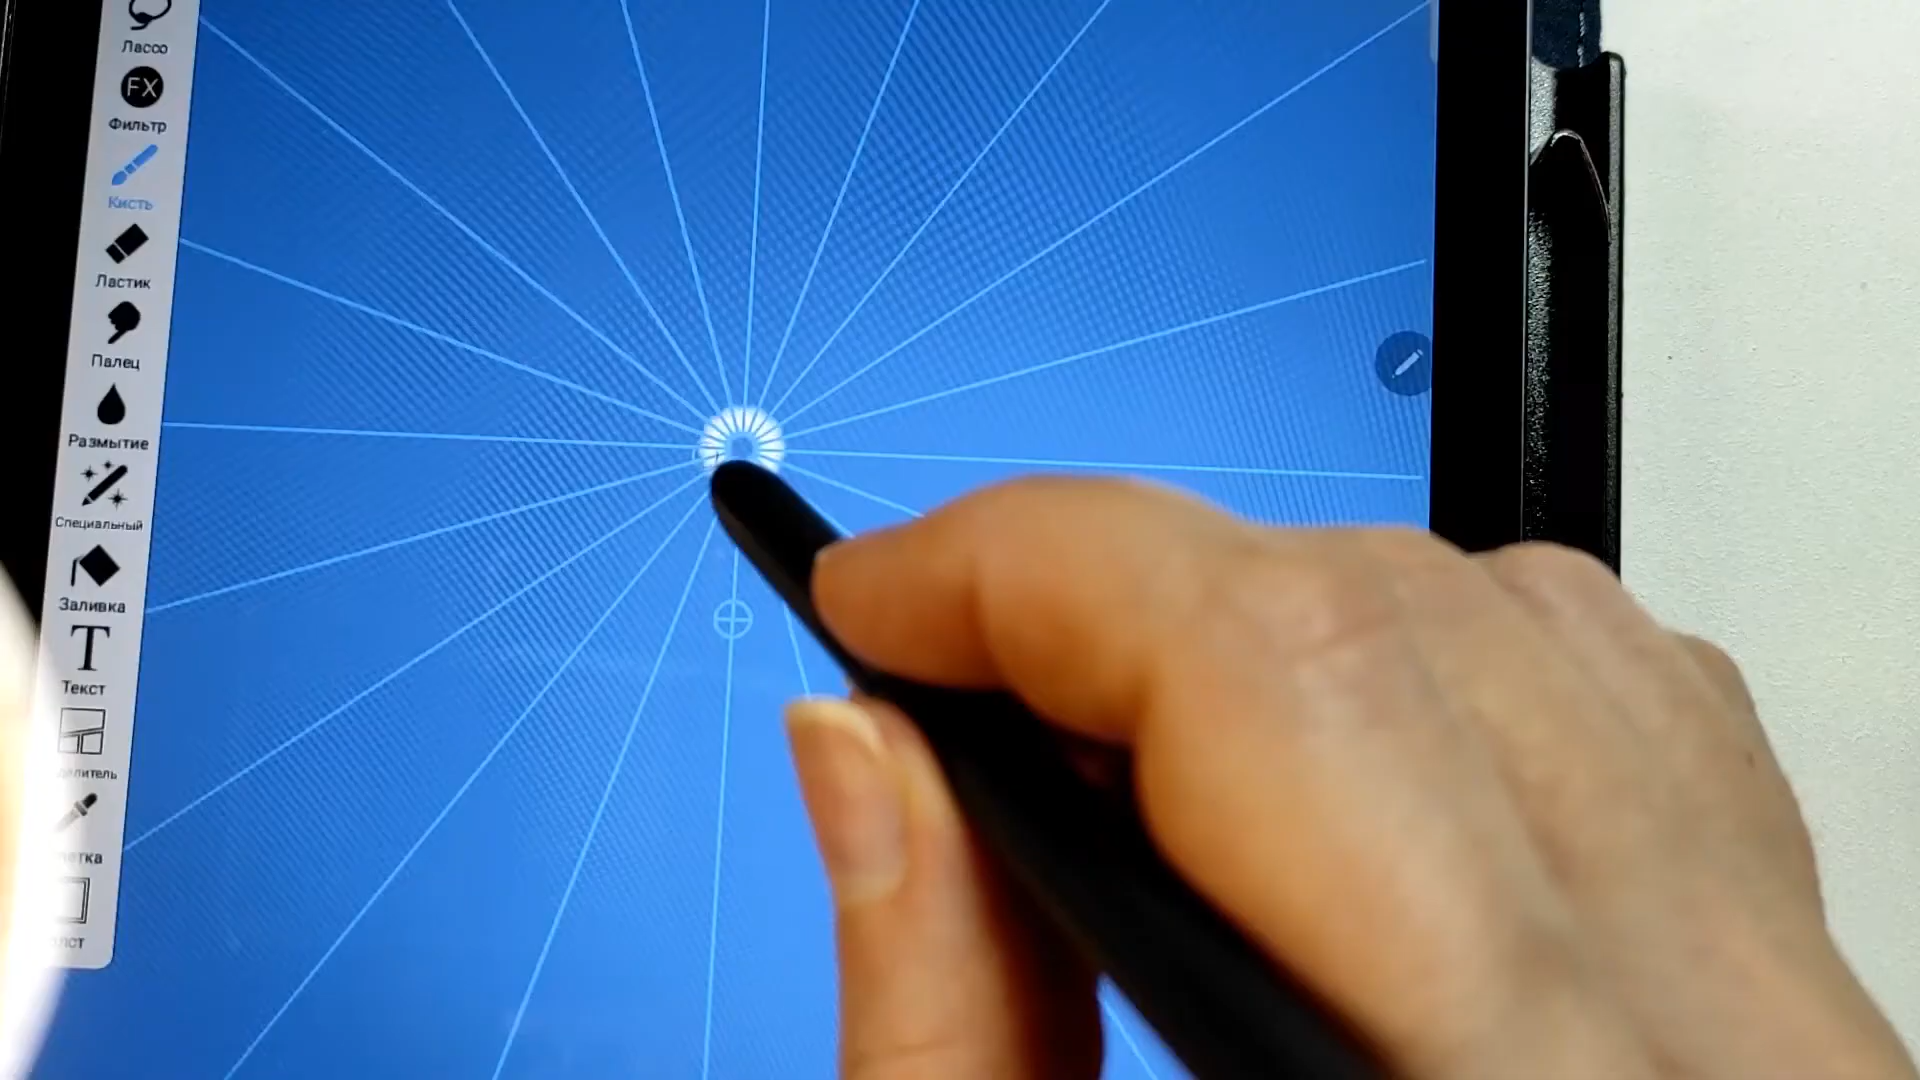 Лассо
FX
Фильтр
Кисть
Ластик
Палец
Размытие
Специальный
Заливка
T
Текст